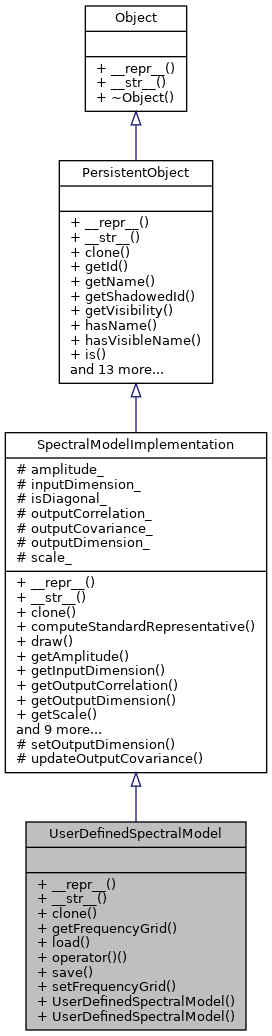 Object
+ __repr__()
+ __str__()
+ ~Object()
PersistentObject
+ __repr__()
+ __str__()
+ clone()
+ getId()
+ getName()
+ getShadowedId()
+ getVisibility()
+ hasName()
+ hasVisibleName()
+ is()
and 13 more...
SpectralModelImplementation
# amplitude_
# inputDimension_
# isDiagonal_
# outputCorrelation_
# outputCovariance_
# outputDimension_
# scale_
+ __repr__()
+ __str__()
+ clone()
+ computeStandardRepresentative()
+ draw()
+ getAmplitude()
+ getInputDimension()
+ getOutputCorrelation()
+ getOutputDimension()
+ getScale()
and 9 more...
# setOutputDimension()
# updateOutputCovariance()
UserDefinedSpectralModel
+ __repr__()
+ __str__()
+ clone()
+ getFrequencyGrid()
+ load()
+ operator()()
+ save()
+ setFrequencyGrid()
+ UserDefinedSpectralModel()
+ UserDefinedSpectralModel()